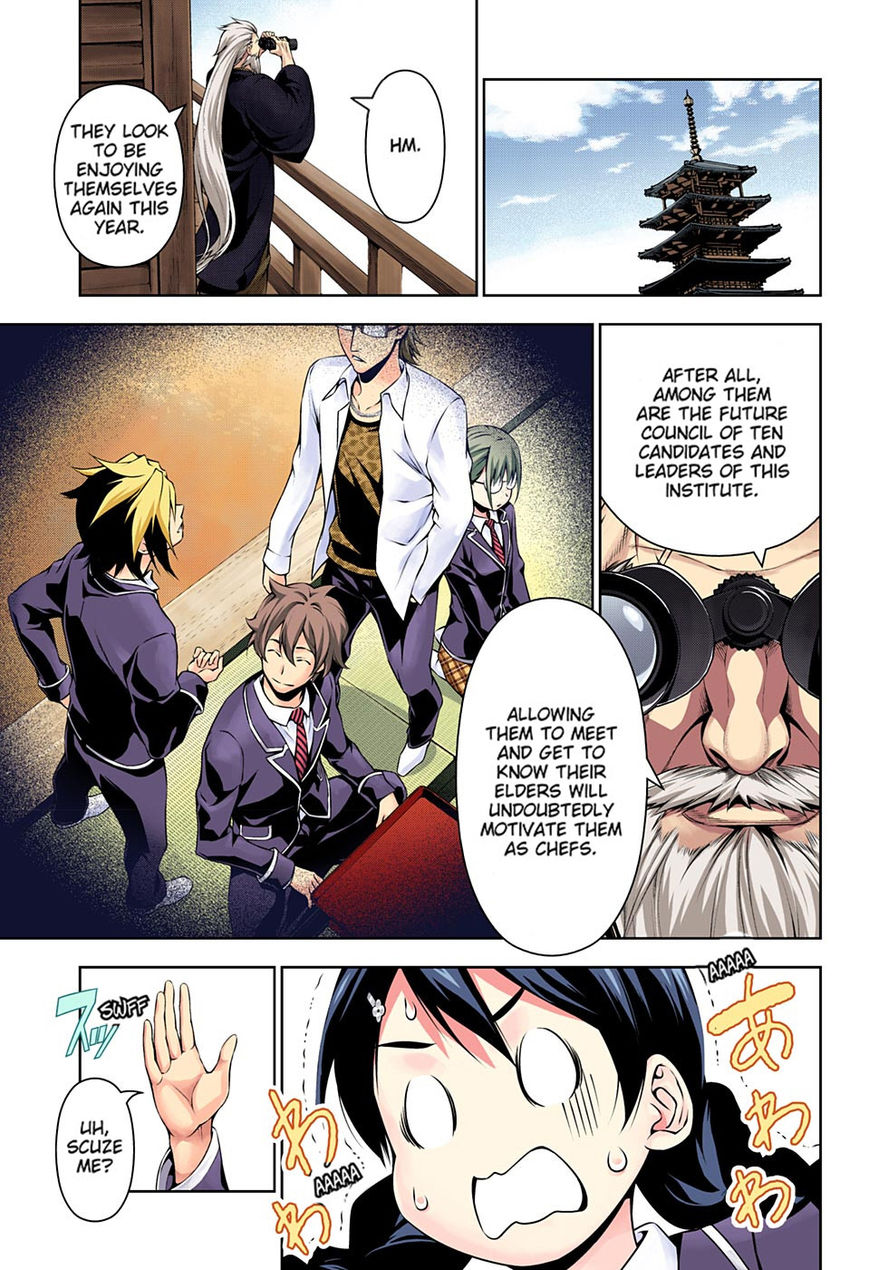 HM.
THEY LOOK
TO BE
ENJOYING
THEMSELVES
AGAIN THIS
YEAR.
AFTER ALL,
AMONG THEM
ARE THE FUTURE
COUNCIL OF TEN
CANDIDATES AND
LEADERS OF THIS
INSTITUTE.
ALLOWING
THEM TO MEET
AND GET TO
KNOW THEIR
ELDERS WILL
UNDOUBTEDLY
MOTIVATE THEM
AS CHEFS.
AAAAA
あわわ
わわ
AAAAA
スッ
SWFF
UH,
SCUZE
ME?